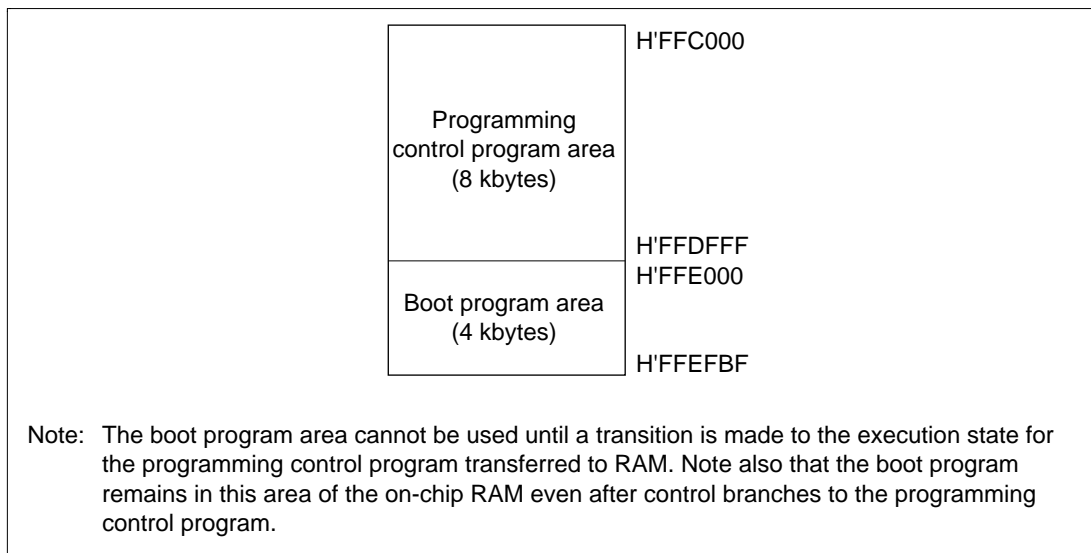 H'FFC000
Programming
control program area
(8 kbytes)
H'FFDFFF
H'FFE000
Boot program area
(4 kbytes)
H'FFEFBF
Note: The boot program area cannot be used until a transition is made to the execution state for
the programming control program transferred to RAM. Note also that the boot program
remains in this area of the on-chip RAM even after control branches to the programming
control program.